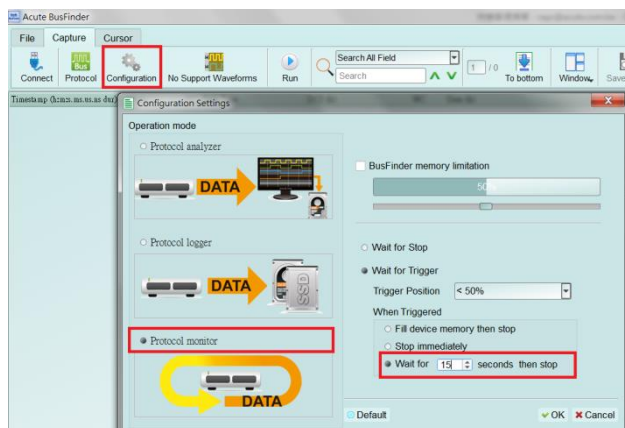 Acute BusFinder
File Capture Cursor
Connect Protocol Configuration No Support Waveforms Run Search All Field 1 / 0 To bottom Window Save
Bus
Search
Timestamp
Configuration Settings
Operation mode
Protocol analyzer
DATA
BusFinder memory limitation
50%
Protocol logger
DATA
SSD
Wait for Stop
Wait for Trigger
Trigger Position < 50%
When Triggered
Fill device memory then stop
Stop immediately
Protocol monitor
Wait for 15 seconds then stop
DATA
Default OK Cancel